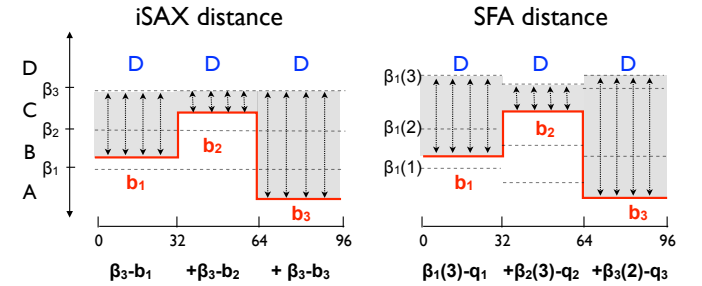 iSAX distance
SFA distance
D D D D
β₃
C
β₂
B
β₁
A
b₁
b₂
b₃
0 32 64 96
β₃-b₁ +β₃-b₂ + β₃-b₃
D D D
β₁(3)
β₁(2)
β₁(1)
b₁
b₂
b₃
0 32 64 96
β₁(3)-q₁ +β₂(3)-q₂ +β₃(2)-q₃